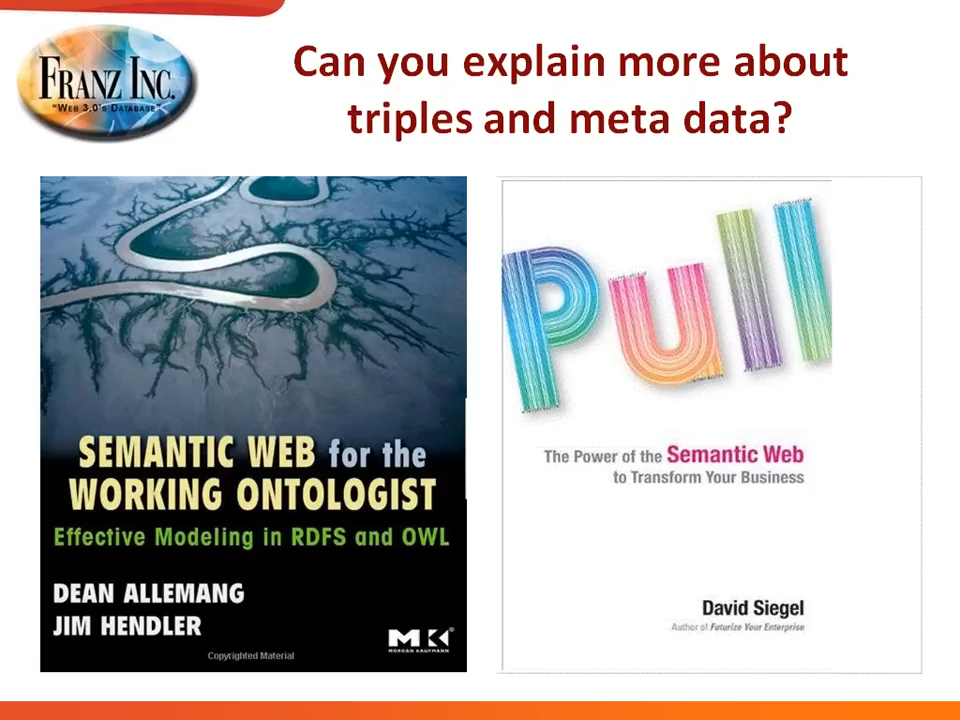 FRANZ INC.
"WEB 3.0'S DATABASE"
Can you explain more about
triples and meta data?
SEMANTIC WEB for the
WORKING ONTOLOGIST
Effective Modeling in RDFS and OWL
DEAN ALLEMANG
JIM HENDLER
MK®
MORGAN KAUFMANN
Copyrighted Material
Pull
The Power of the Semantic Web
to Transform Your Business
David Siegel
Author of Futurize Your Enterprise